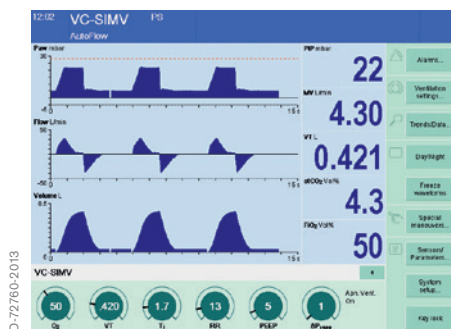 12:02 VC-SIMV PS
AutoFlow
Paw mbar
30
-5
15 s
Flow L/min
50
-50
15 s
Volume L
0.5
15 s
PIP mbar
22
MV L/min
4.30
VT L
0.421
etCO2 Vol%
4.3
FiO2 Vol%
50
Alarms...
Ventilation
settings...
Trends/Data...
Day/Night
Freeze
waveforms
Special
maneuvers...
Sensors/
Parameters...
System
setup...
Key lock
VC-SIMV
Apn. Vent.
On
50 .420 1.7 13 5 1
O2 VT Ti RR PEEP
D-72760-2013